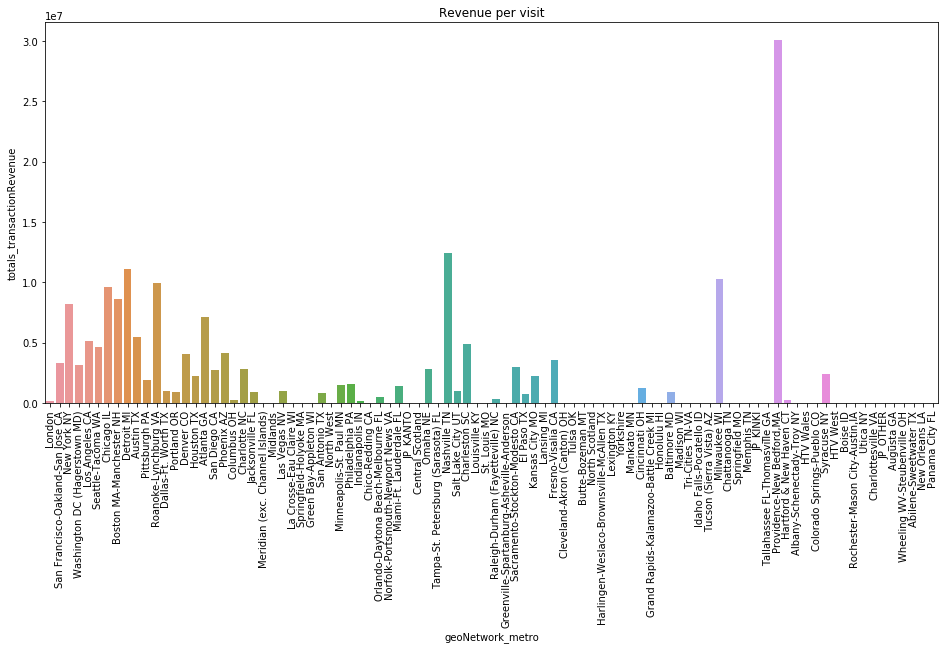 Revenue per visit
1e7
3.0
2.5
2.0
1.5
1.0
0.5
0.0
totals_transactionRevenue
London
San Francisco-Oakland-San Jose CA
New York NY
Washington DC (Hagerstown MD)
Los Angeles CA
Seattle-Tacoma WA
Chicago IL
Boston MA-Manchester NH
Detroit MI
Austin TX
Pittsburgh PA
Roanoke-Lynchburg VA
Dallas-Ft. Worth TX
Portland OR
Denver CO
Houston TX
Atlanta GA
San Diego CA
Phoenix AZ
Columbus OH
Charlotte NC
Jacksonville FL
Meridian (exc. Channel Islands)
Midlands
Las Vegas NV
La Crosse-Eau Claire WI
Springfield-Holyoke MA
Green Bay-Appleton WI
San Antonio TX
North West
Minneapolis-St. Paul MN
Philadelphia PA
Indianapolis IN
Chico-Redding CA
Orlando-Daytona Beach-Melbourne FL
Norfolk-Portsmouth-Newport News VA
Miami-Ft. Lauderdale FL
JP_KANTO
Central Scotland
Omaha NE
Tampa-St. Petersburg (Sarasota) FL
Nashville TN
Salt Lake City UT
Charleston SC
Louisville KY
St. Louis MO
Raleigh-Durham (Fayetteville) NC
Greenville-Spartanburg-Asheville-Anderson
Sacramento-Stockton-Modesto CA
El Paso TX
Kansas City MO
Lansing MI
Fresno-Visalia CA
Cleveland-Akron (Canton) OH
Tulsa OK
Butte-Bozeman MT
North Scotland
Harlingen-Weslaco-Brownsville-McAllen TX
Lexington KY
Yorkshire
Mankato MN
Cincinnati OH
Grand Rapids-Kalamazoo-Battle Creek MI
Honolulu HI
Baltimore MD
Madison WI
Tri-Cities TN-VA
Idaho Falls-Pocatello ID
Tucson (Sierra Vista) AZ
Milwaukee WI
Chattanooga TN
Springfield MO
Memphis TN
JP_KINKI
Tallahassee FL-Thomasville GA
Providence-New Bedford,MA
Hartford & New Haven CT
Albany-Schenectady-Troy NY
HTV Wales
Colorado Springs-Pueblo CO
Syracuse NY
HTV West
Boise ID
Rochester-Mason City-Austin,IA
Utica NY
Charlottesville VA
JP_OTHER
Augusta GA
Wheeling WV-Steubenville OH
Abilene-Sweetwater TX
New Orleans LA
Panama City FL
geoNetwork_metro